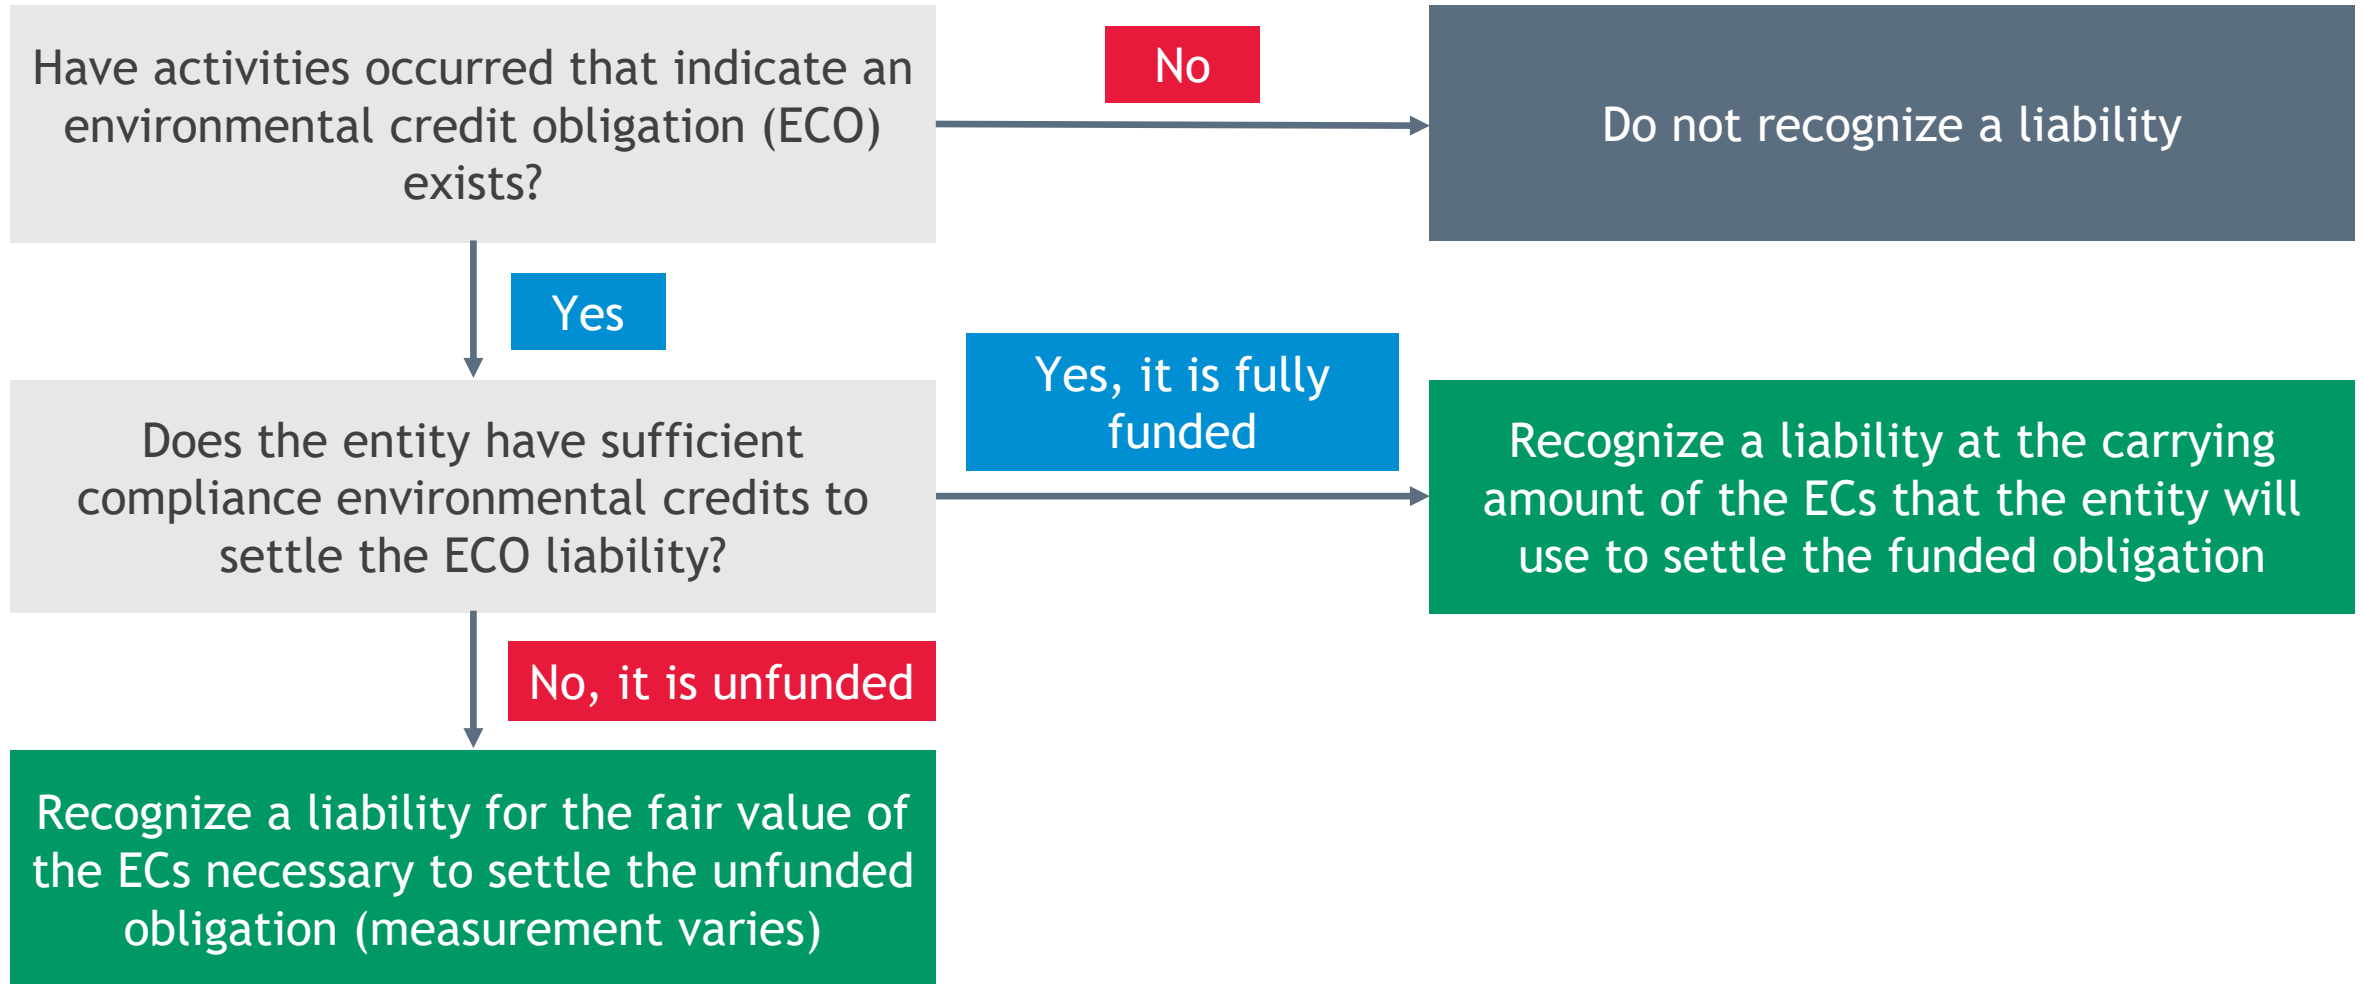 Have activities occurred that indicate an
environmental credit obligation (ECO)
exists?
No
Do not recognize a liability
Yes
Does the entity have sufficient
compliance environmental credits to
settle the ECO liability?
Yes, it is fully
funded
Recognize a liability at the carrying
amount of the ECs that the entity will
use to settle the funded obligation
No, it is unfunded
Recognize a liability for the fair value of
the ECs necessary to settle the unfunded
obligation (measurement varies)